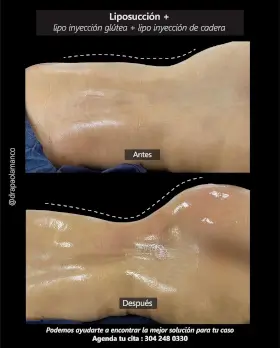 Liposucción +
lipo inyección glútea + lipo inyección de cadera
Antes
@drapaolamanco
Después
Podemos ayudarte a encontrar la mejor solución para tu caso
Agenda tu cita : 304 248 0330